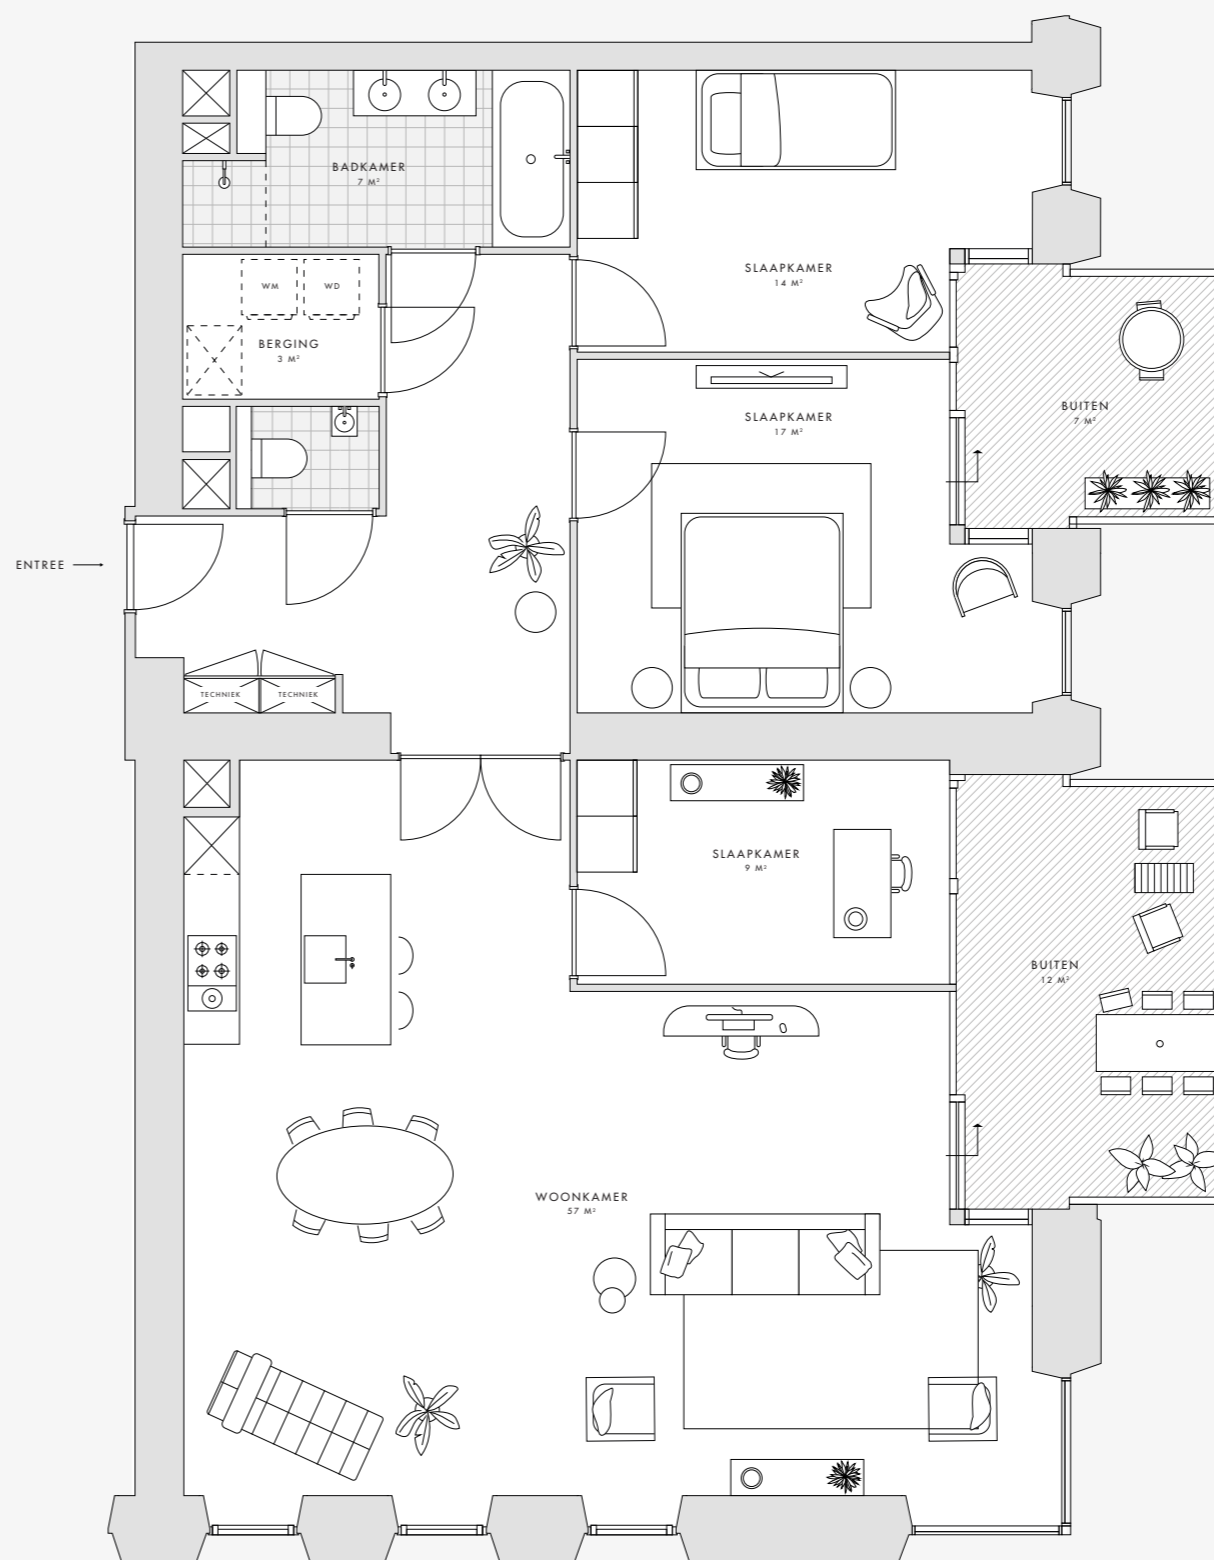 BADKAMER
7 M²
SLAAPKAMER
14 M²
WM
WD
BERGING
3 M²
SLAAPKAMER
17 M²
BUITEN
7 M²
ENTREE
TECHNIEK
TECHNIEK
SLAAPKAMER
9 M²
BUITEN
12 M²
WOONKAMER
57 M²